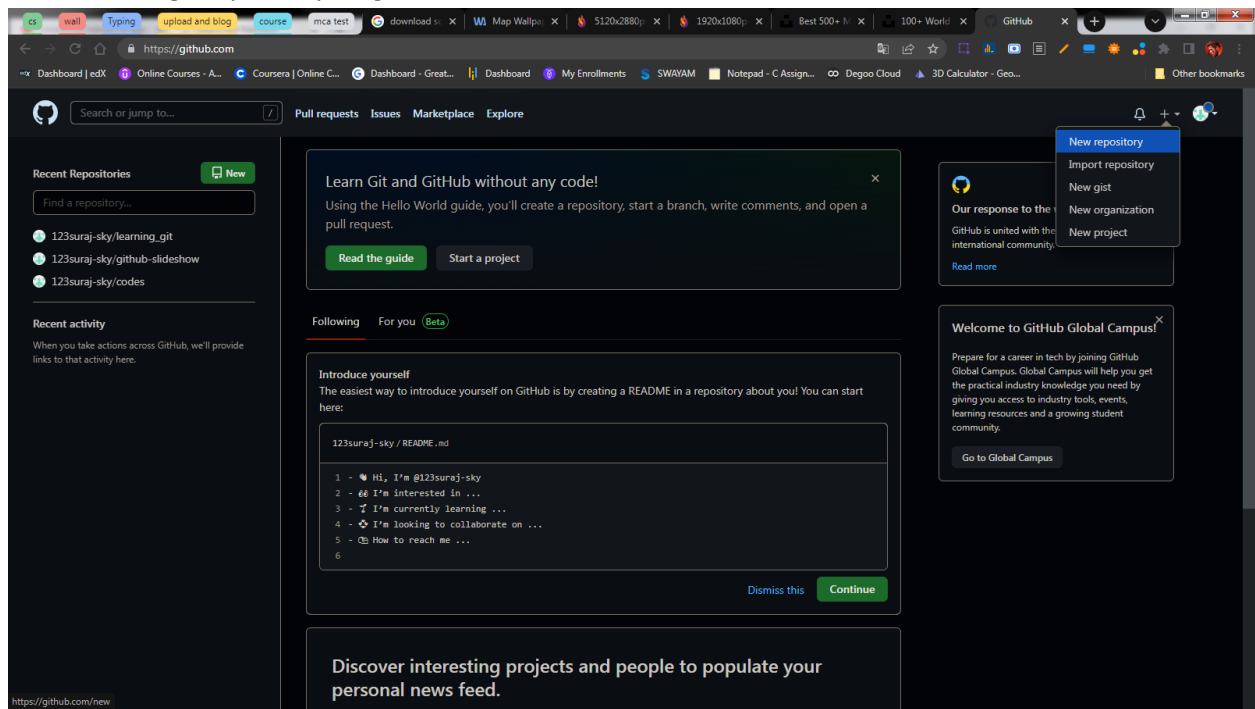 cs wall Typing upload and blog course mca test download sc Map Wallpap 5120x2880p 1920x1080p Best 500+ M 100+ World GitHub
https://github.com
Dashboard | edX Online Courses - A... Coursera | Online C... Dashboard - Great... Dashboard My Enrollments SWAYAM Notepad - C Assign... Degoo Cloud 3D Calculator - Geo... Other bookmarks
Search or jump to... / Pull requests Issues Marketplace Explore
New repository
Import repository
New gist
New organization
New project
Recent Repositories New
Find a repository...
123suraj-sky/learning_git
123suraj-sky/github-slideshow
123suraj-sky/codes
Recent activity
When you take actions across GitHub, we'll provide
links to that activity here.
Learn Git and GitHub without any code!
Using the Hello World guide, you'll create a repository, start a branch, write comments, and open a
pull request.
Read the guide Start a project
Following For you Beta
Introduce yourself
The easiest way to introduce yourself on GitHub is by creating a README in a repository about you! You can start
here:
123suraj-sky / README.md
1 - 👋 Hi, I'm @123suraj-sky
2 - 👀 I'm interested in ...
3 - 🌱 I'm currently learning ...
4 - 💞️ I'm looking to collaborate on ...
5 - 📫 How to reach me ...
6
Dismiss this Continue
Discover interesting projects and people to populate your
personal news feed.
Our response to the
GitHub is united with the
international community.
Read more
Welcome to GitHub Global Campus!
Prepare for a career in tech by joining GitHub
Global Campus. Global Campus will help you get
the practical industry knowledge you need by
giving you access to industry tools, events,
learning resources and a growing student
community.
Go to Global Campus
https://github.com/new